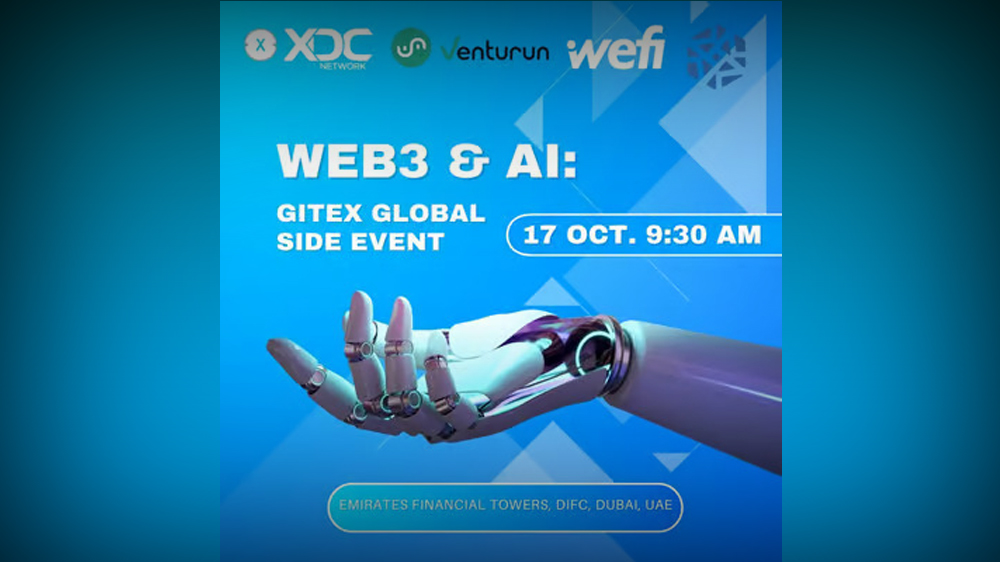 XDC
NETWORK
un
Venturun
wefi
WEB3 & AI:
GITEX GLOBAL
SIDE EVENT
17 OCT. 9:30 AM
EMIRATES FINANCIAL TOWERS, DIFC, DUBAI, UAE